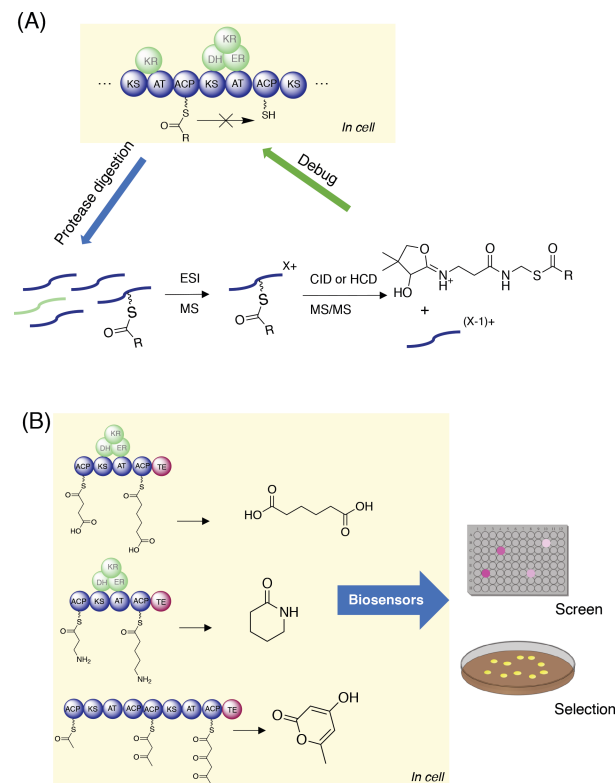 (A)
KR
KR
DH ER
... KS AT ACP KS AT ACP KS ...
S
SH
O
R
In cell
Protease digestion
Debug
ESI
MS
X+
CID or HCD
MS/MS
S
O
R
S
O
R
O
HO
N
H
+
O
N
H
S
O
R
+
(X-1)+
(B)
KR
DH ER
ACP KS AT ACP TE
S
S
O
O
O
OH
O
OH
HO
O
O
OH
KR
DH ER
ACP KS AT ACP TE
S
S
O
O
NH2
NH2
O
NH
ACP KS AT ACP ACP KS AT ACP TE
S
S
S
O
O
O
O
O
O
O
O
OH
In cell
Biosensors
Screen
Selection